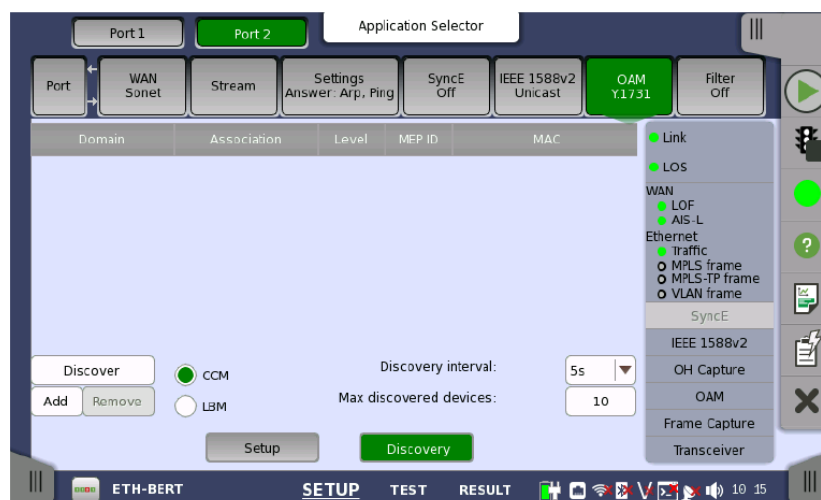 Port 1
Port 2
Application Selector
Port
WAN
Sonet
Stream
Settings
Answer: Arp, Ping
SyncE
Off
IEEE 1588v2
Unicast
OAM
Y.1731
Filter
Off
Domain
Association
Level
MEP ID
MAC
Link
LOS
WAN
LOF
AIS-L
Ethernet
Traffic
MPLS frame
MPLS-TP frame
VLAN frame
SyncE
IEEE 1588v2
OH Capture
OAM
Frame Capture
Transceiver
Discover
CCM
Discovery interval:
5s
Add
Remove
LBM
Max discovered devices:
10
Setup
Discovery
ETH-BERT
SETUP
TEST
RESULT
10 15